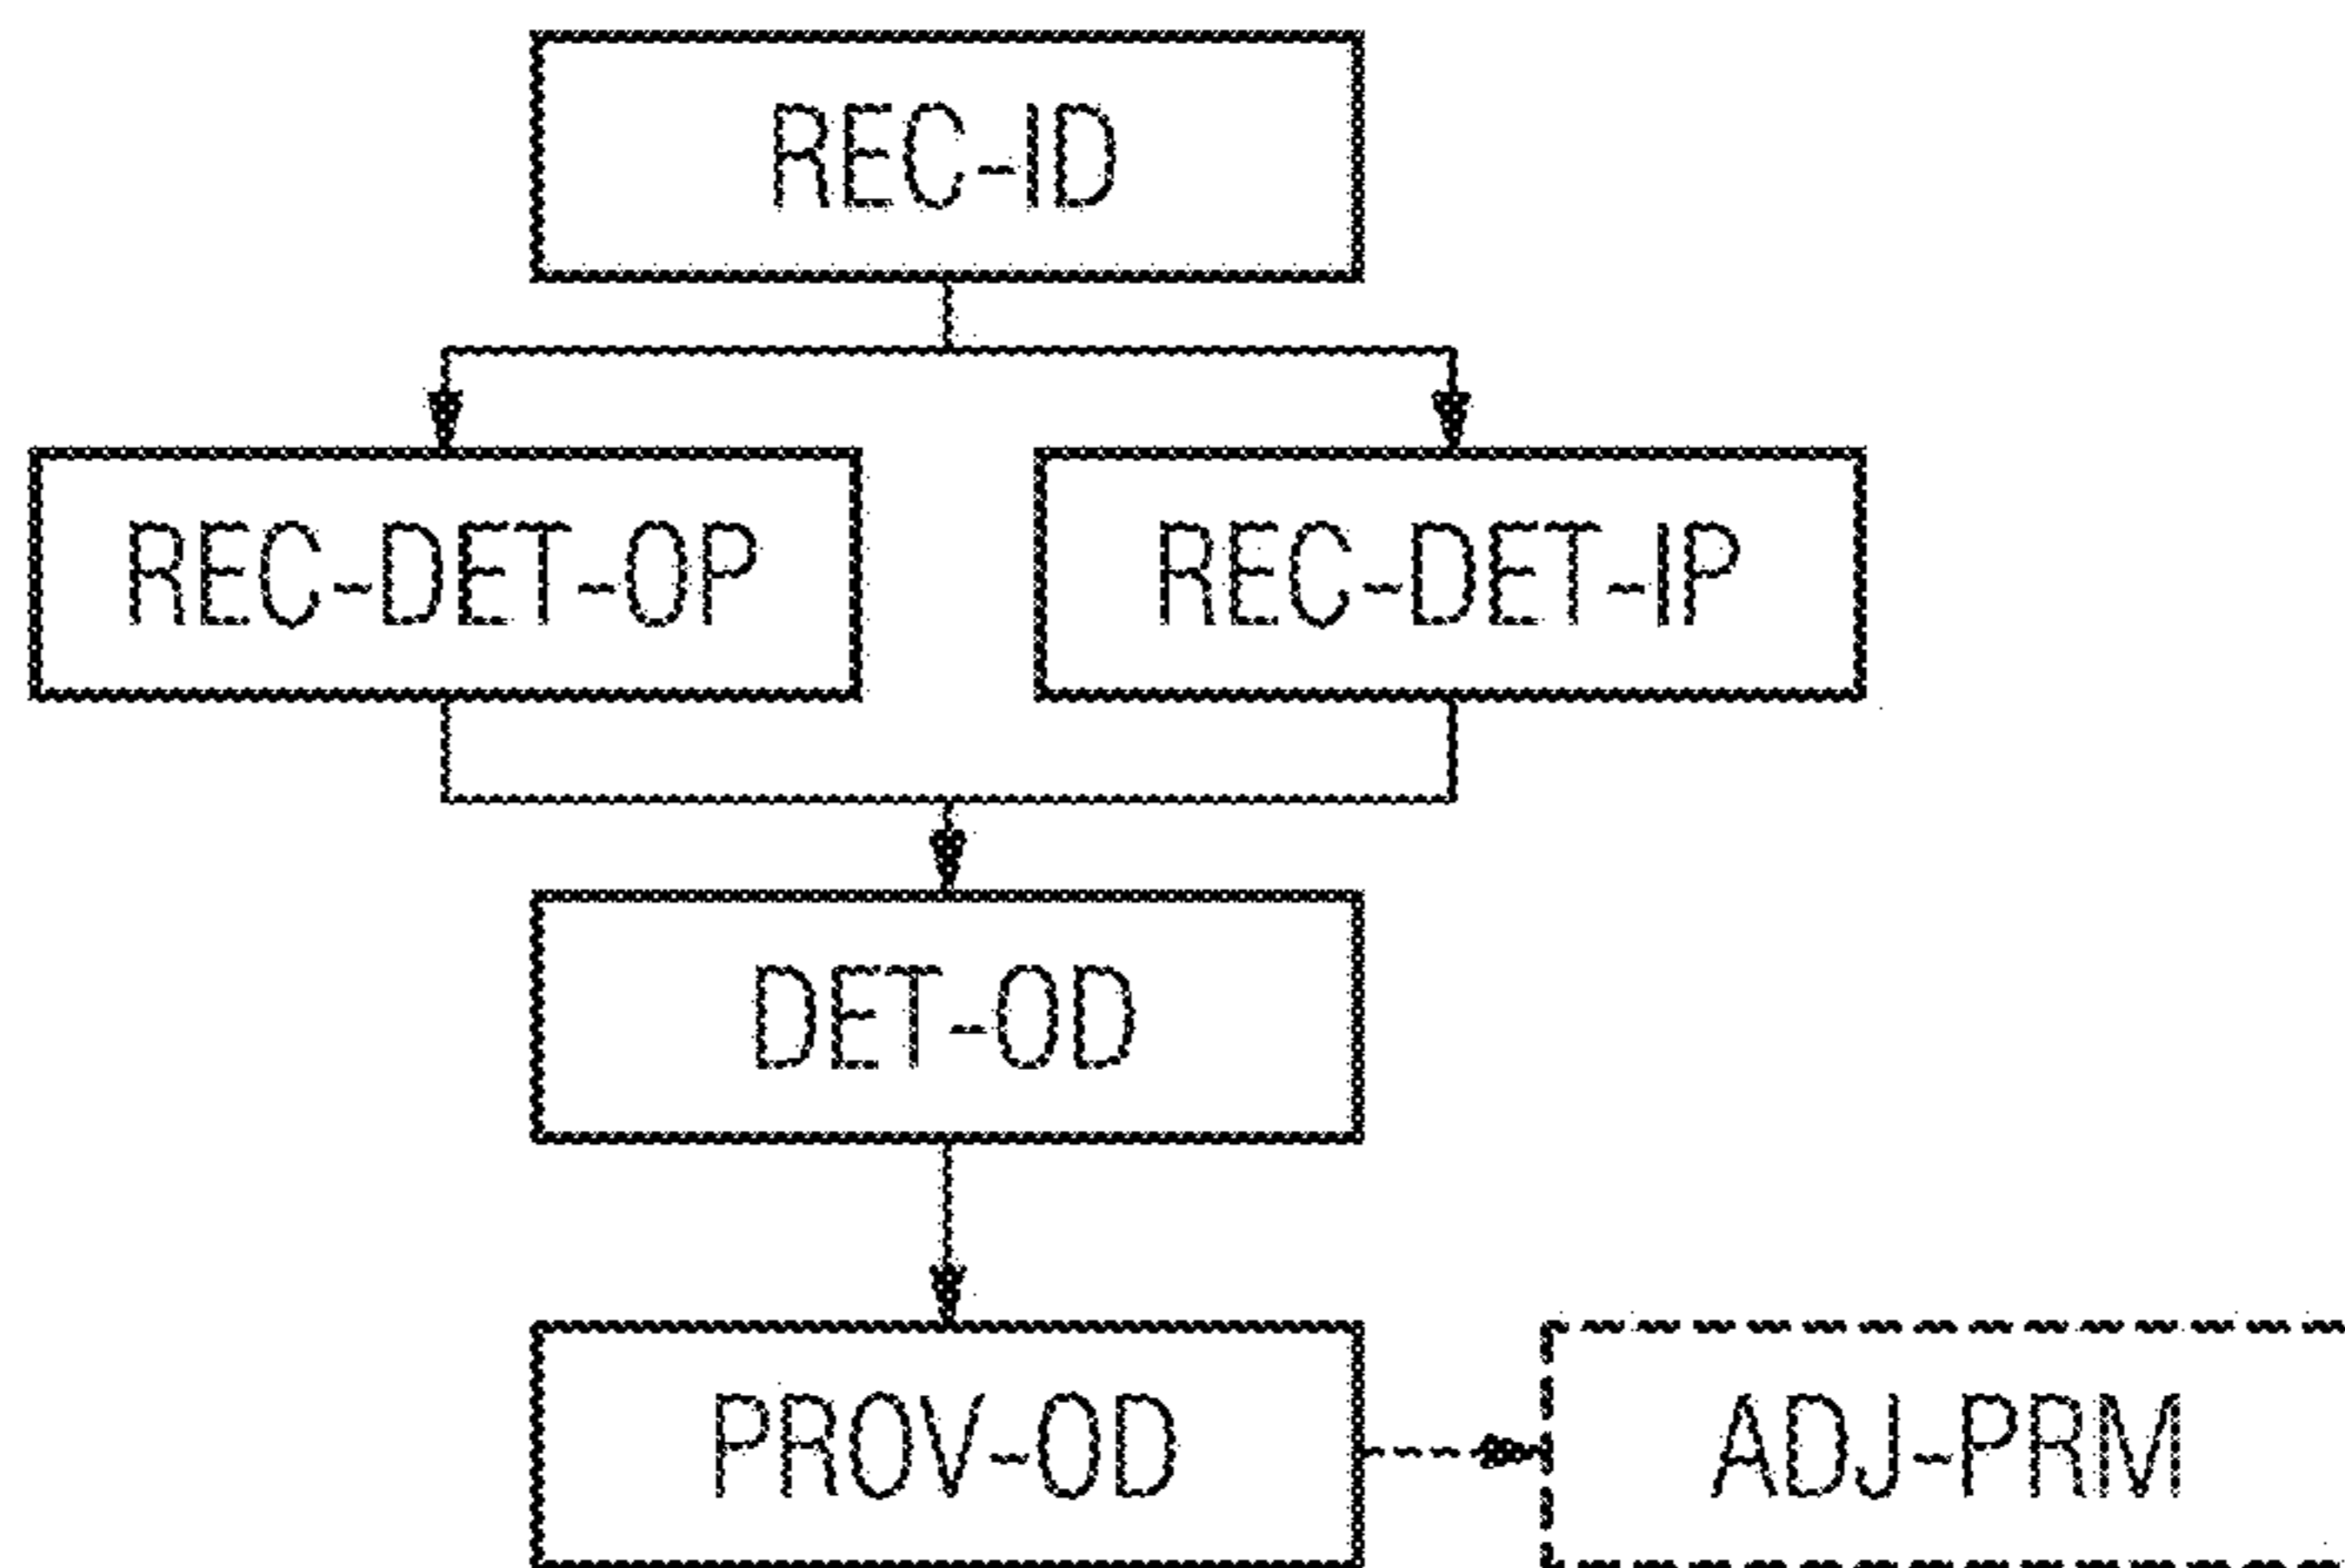 REC-ID
REC-DET-OP
REC-DET-IP
DET-OD
PROV-OD
ADJ-PRM